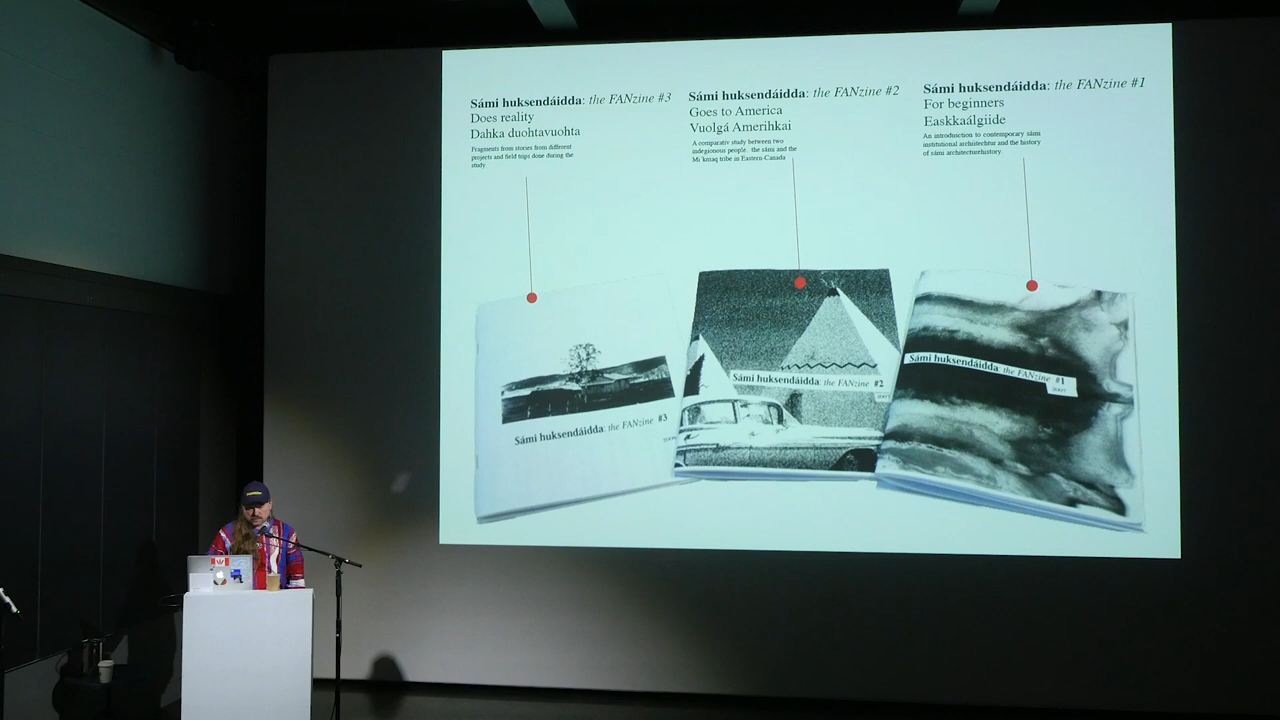 Sámi huksendáidda: the FANzine #3
Does reality
Dahka duohtavuohta
Fragments from stories from different
projects and field trips done during the
study.
Sámi huksendáidda: the FANzine #2
Goes to America
Vuolgá Amerihkai
A comparativ study between two
indegionous people. the sámi and the
Mi'kmaq tribe in Eastern-Canada
Sámi huksendáidda: the FANzine #1
For beginners
Easkkaálgiide
An introdusction to contemporary sámi
institutional archiitechtur and the history
of sámi architecturehistory
Sámi huksendáidda: the FANzine #3
Sámi huksendáidda: the FANzine #2
Sámi huksendáidda: the FANzine #1